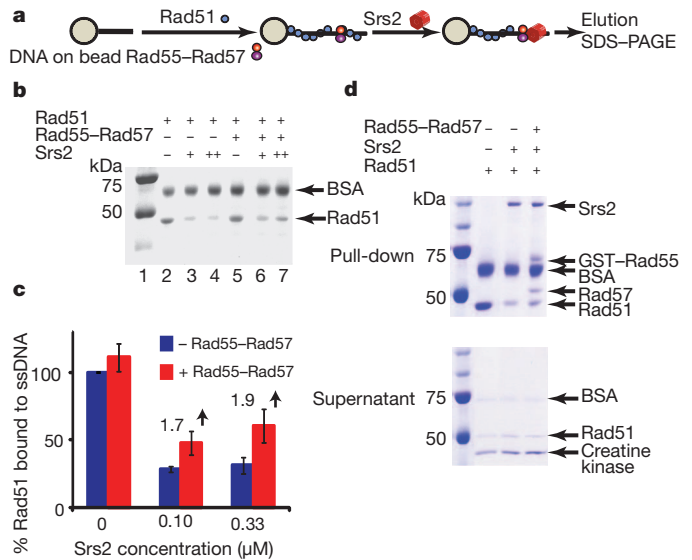 a
Rad51
Srs2
Elution
SDS–PAGE
DNA on bead Rad55–Rad57
b
Rad51 + + + + + +
Rad55–Rad57 – – – + + +
Srs2 – + ++ – + ++
kDa
75
50
BSA
Rad51
1 2 3 4 5 6 7
c
% Rad51 bound to ssDNA
100
50
0
– Rad55–Rad57
+ Rad55–Rad57
1.7
1.9
0 0.10 0.33
Srs2 concentration (μM)
d
Rad55–Rad57 – – +
Srs2 – + +
Rad51 + + +
kDa
Pull-down
75
50
Srs2
GST–Rad55
BSA
Rad57
Rad51
Supernatant
75
50
BSA
Rad51
Creatine
kinase